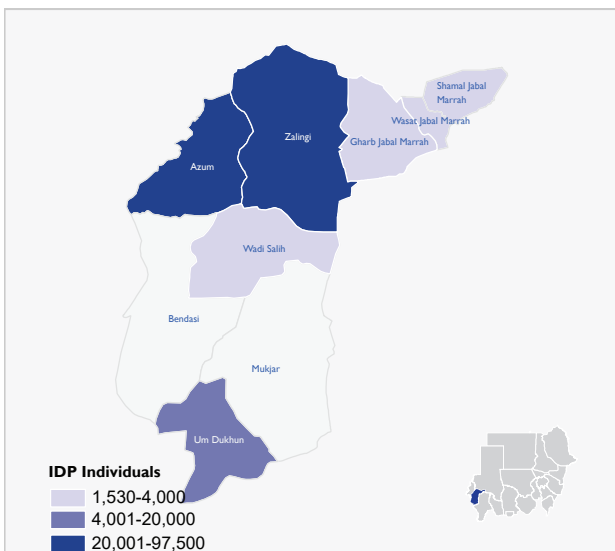 Shamal Jabal
Marrah
Wasat Jabal Marrah
Zalingi
Gharb Jabal Marrah
Azum
Wadi Salih
Bendasi
Mukjar
Um Dukhun
IDP Individuals
1,530-4,000
4,001-20,000
20,001-97,500